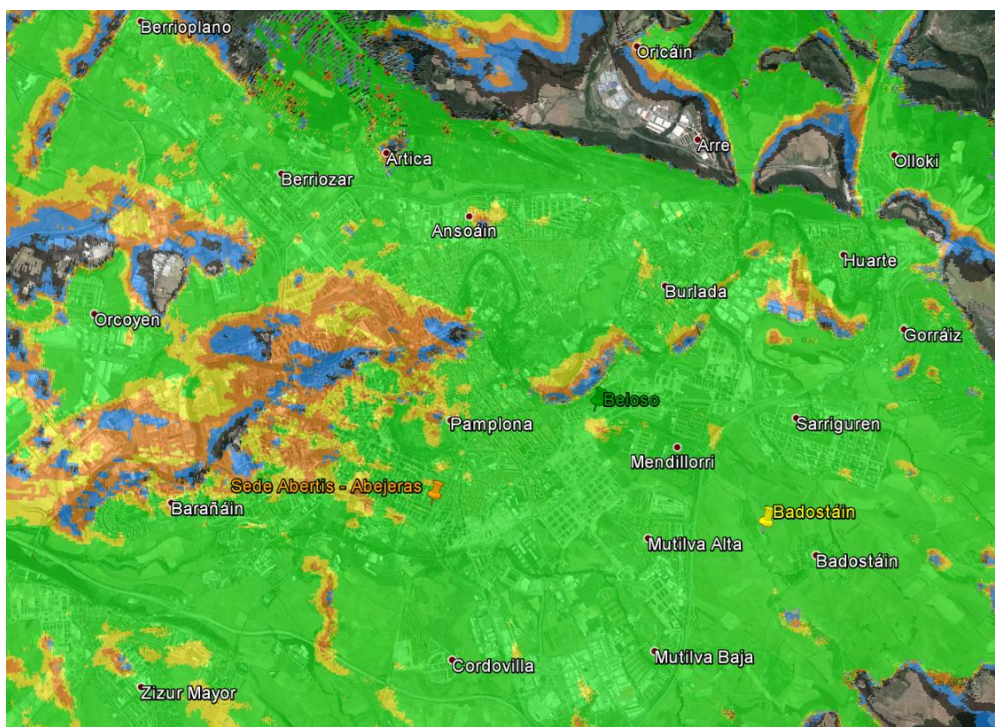 Berrioplano
Oricáin
Arre
Artica
Olloki
Berriozar
Ansoáin
Huarte
Burlada
Orcoyen
Gorráiz
Beloso
Pamplona
Sarriguren
Mendillorri
Sede Abertis - Abejeras
Barañáin
Badostáin
Mutilva Alta
Badostáin
Mutilva Baja
Cordovilla
Zizur Mayor